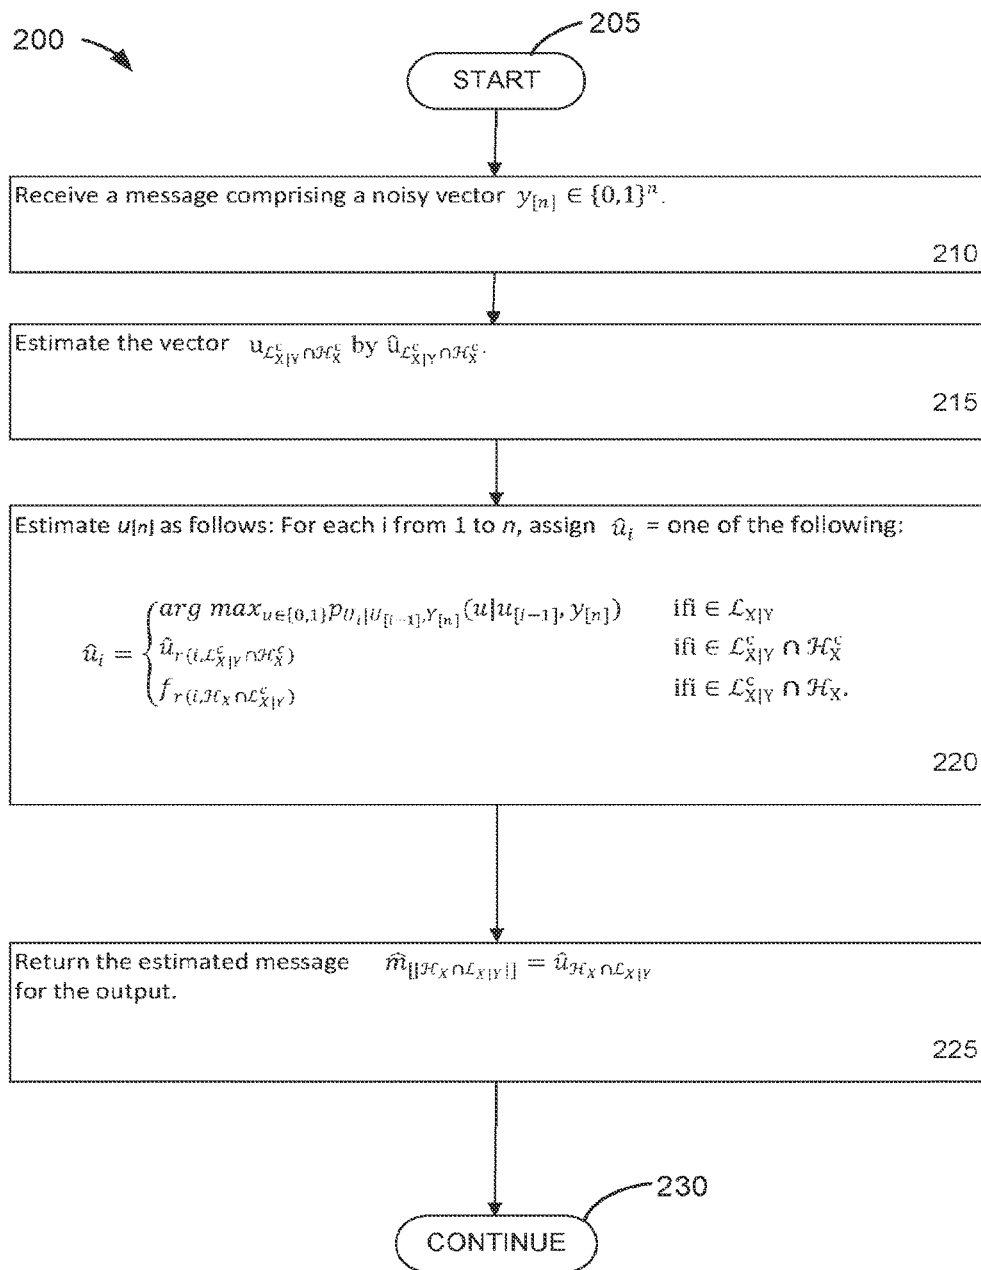 200
205
START
Receive a message comprising a noisy vector y_{[n]} ∈ {0,1}^n.
210
Estimate the vector u_{ℒ^c_{X|Y}∩ℋ^c_X} by û_{ℒ^c_{X|Y}∩ℋ^c_X}.
215
Estimate u[n] as follows: For each i from 1 to n, assign û_i = one of the following:
arg max_{u∈{0,1}} p_{U_i|U_{[i-1]},Y_{[n]}}(u|u_{[i-1]}, y_{[n]}) ifi ∈ ℒ_{X|Y}
û_i = { û_{r(i,ℒ^c_{X|Y}∩ℋ^c_X)} ifi ∈ ℒ^c_{X|Y} ∩ ℋ^c_X
f_{r(i,ℋ_X∩ℒ^c_{X|Y})} ifi ∈ ℒ^c_{X|Y} ∩ ℋ_X.
220
Return the estimated message m̂_{[|ℋ_X∩ℒ_{X|Y}|]} = û_{ℋ_X∩ℒ_{X|Y}}
for the output.
225
230
CONTINUE